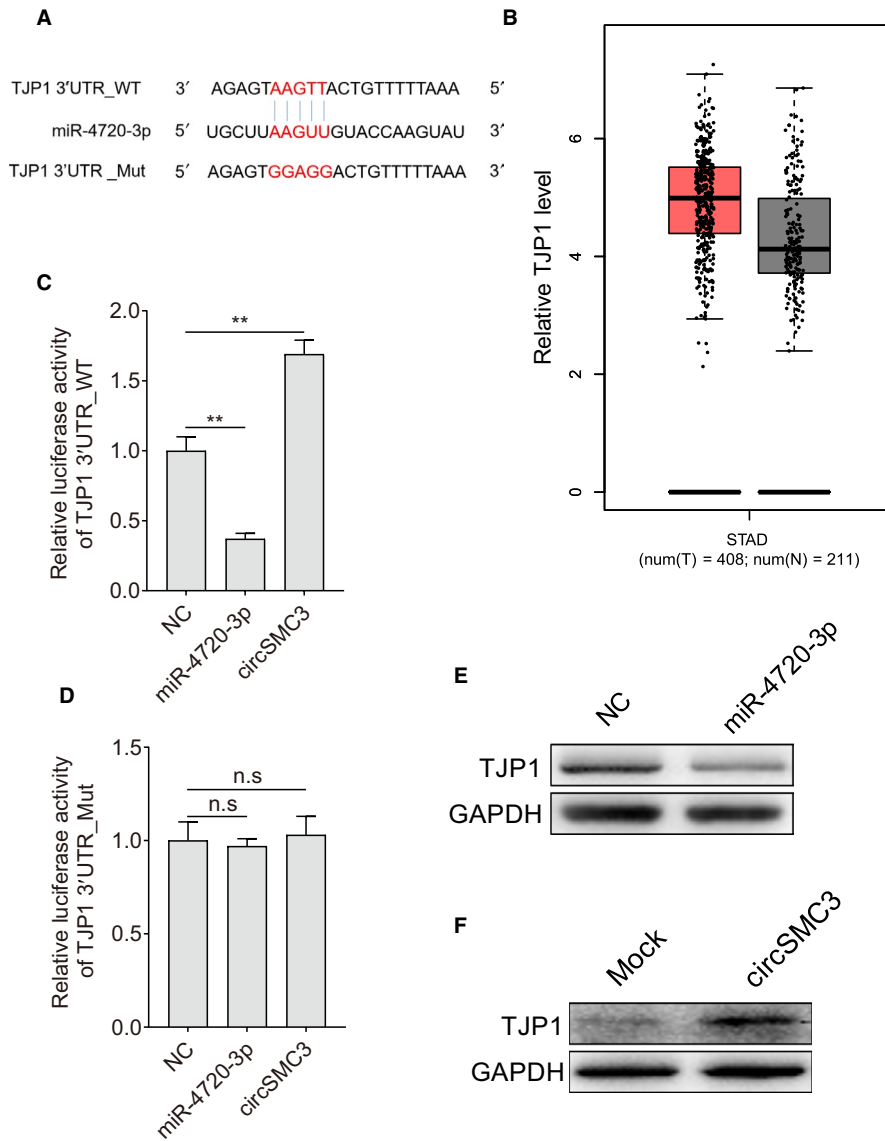 A
TJP1 3′UTR_WT 3′ AGAGTAAGTTACTGTTTTTAAA 5′
miR-4720-3p 5′ UGCUUAAGUUGUACCAAGUAU 3′
TJP1 3′UTR _Mut 5′ AGAGTGGAGGACTGTTTTTAAA 3′
B
Relative TJP1 level
6
4
2
0
STAD
(num(T) = 408; num(N) = 211)
C
Relative luciferase activity
of TJP1 3′UTR_WT
2.0
1.5
1.0
0.5
0.0
**
**
NC
miR-4720-3p
circSMC3
D
Relative luciferase activity
of TJP1 3′UTR_Mut
1.5
1.0
0.5
0.0
n.s
n.s
NC
miR-4720-3p
circSMC3
E
NC
miR-4720-3p
TJP1
GAPDH
F
Mock
circSMC3
TJP1
GAPDH